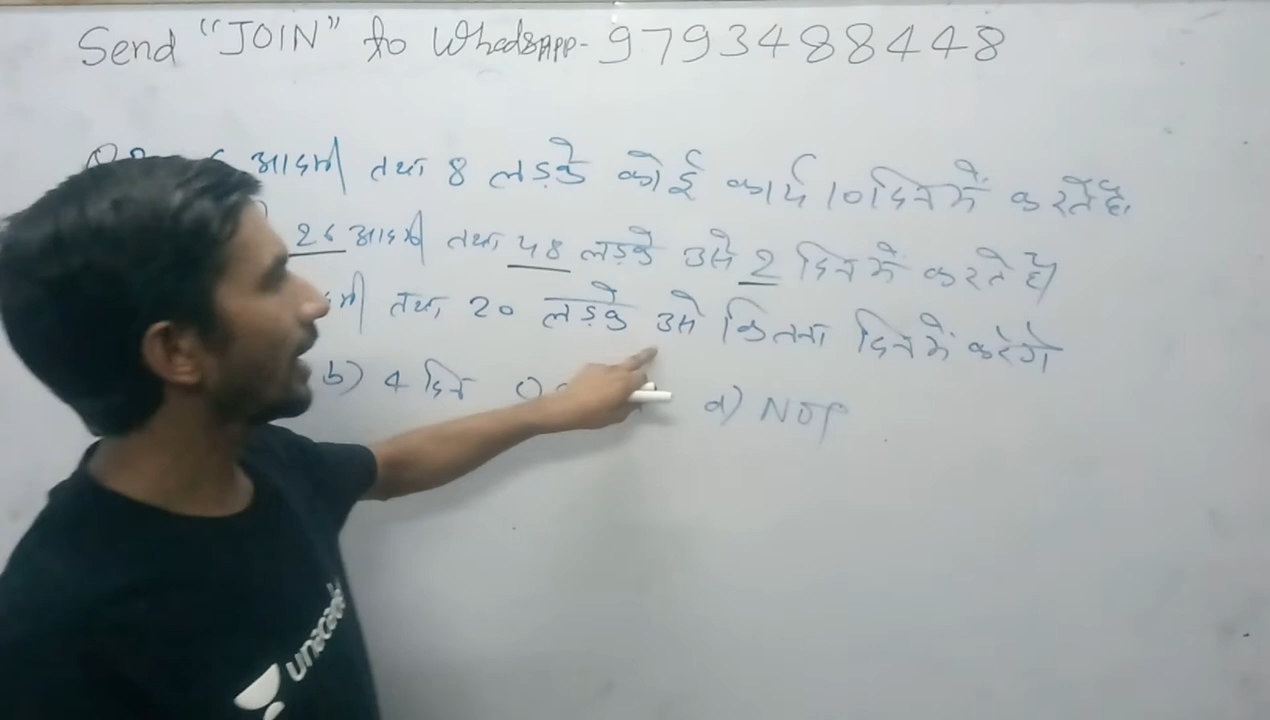 Send "JOIN" to Whatsapp- 9793488448
6 आदमी तथा 8 लड़के कोई कार्य 10 दिन में करते है.
26 आदमी तथा 48 लड़के उसे 2 दिन में करते है।
तथा 20 लड़के उसे कितना दिन में करेंगे
b) 4 दिन d) NOT
unacade